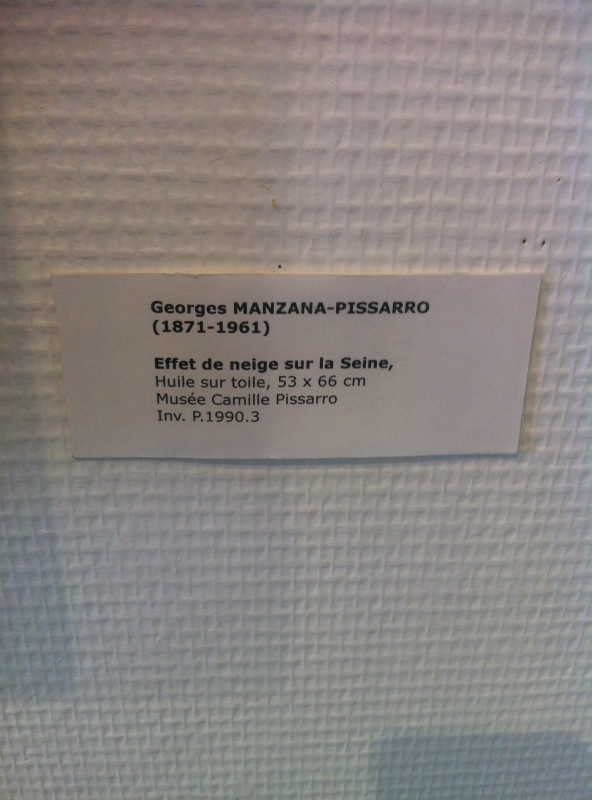 Georges MANZANA-PISSARRO
(1871-1961)
Effet de neige sur la Seine,
Huile sur toile, 53 x 66 cm
Musée Camille Pissarro
Inv. P.1990.3